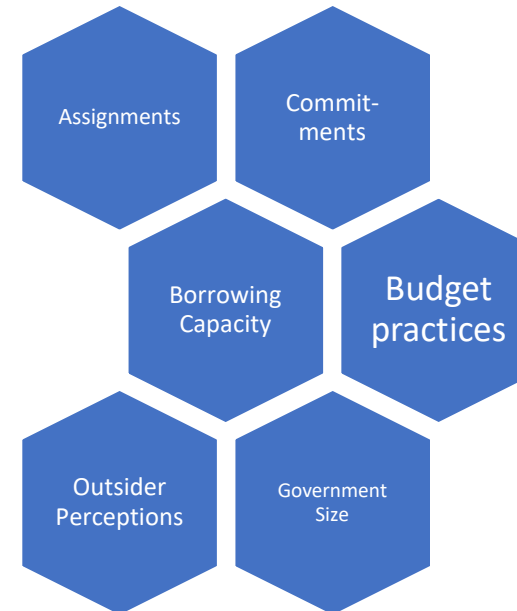 Assignments
Commit-
ments
Borrowing
Capacity
Budget
practices
Outsider
Perceptions
Government
Size